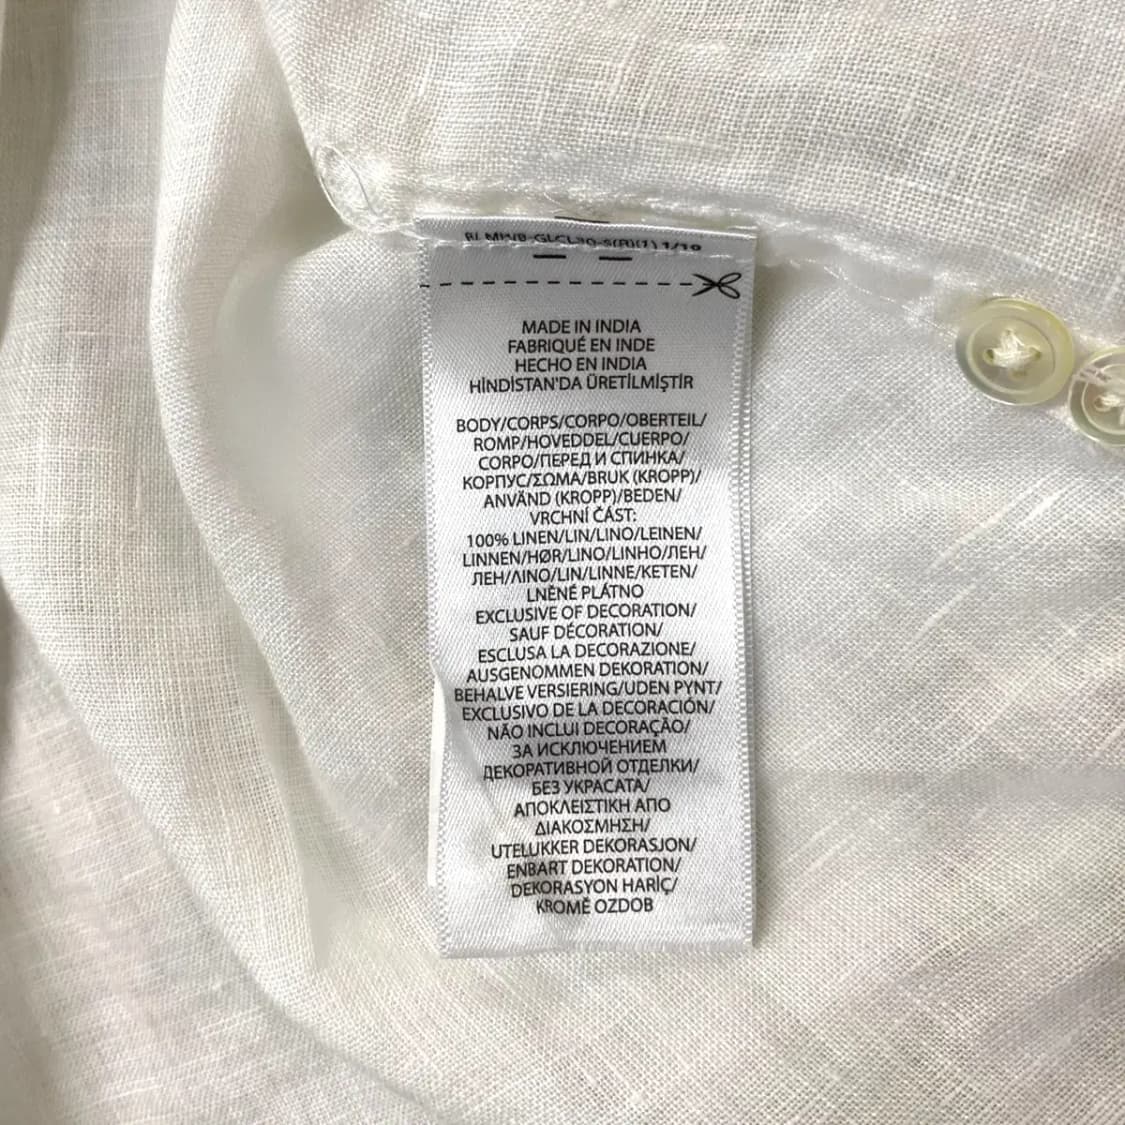 MADE IN INDIA
FABRIQUÉ EN INDE
HECHO EN INDIA
HİNDİSTAN'DA ÜRETİLMİŞTİR
BODY/CORPS/CORPO/OBERTEIL/
ROMP/HOVEDDEL/CUERPO/
CORPO/ПЕРЕД И СПИНКА/
КОРПУС/ΣΩΜΑ/BRUK (KROPP)/
ANVÄND (KROPP)/BEDEN/
VRCHNÍ ČÁST:
100% LINEN/LIN/LINO/LEINEN/
LINNEN/HØR/LINO/LINHO/ЛЕН/
ЛЕН/ΛΙΝΟ/LIN/LINNE/KETEN/
LNĚNÉ PLÁTNO
EXCLUSIVE OF DECORATION/
SAUF DÉCORATION/
ESCLUSA LA DECORAZIONE/
AUSGENOMMEN DEKORATION/
BEHALVE VERSIERING/UDEN PYNT/
EXCLUSIVO DE LA DECORACIÓN/
NÃO INCLUI DECORAÇÃO/
ЗА ИСКЛЮЧЕНИЕМ
ДЕКОРАТИВНОЙ ОТДЕЛКИ/
БЕЗ УКРАСАТА/
ΑΠΟΚΛΕΙΣΤΙΚΗ ΑΠΟ
ΔΙΑΚΟΣΜΗΣΗ/
UTELUKKER DEKORASJON/
ENBART DEKORATION/
DEKORASYON HARİÇ/
KROMĚ OZDOB